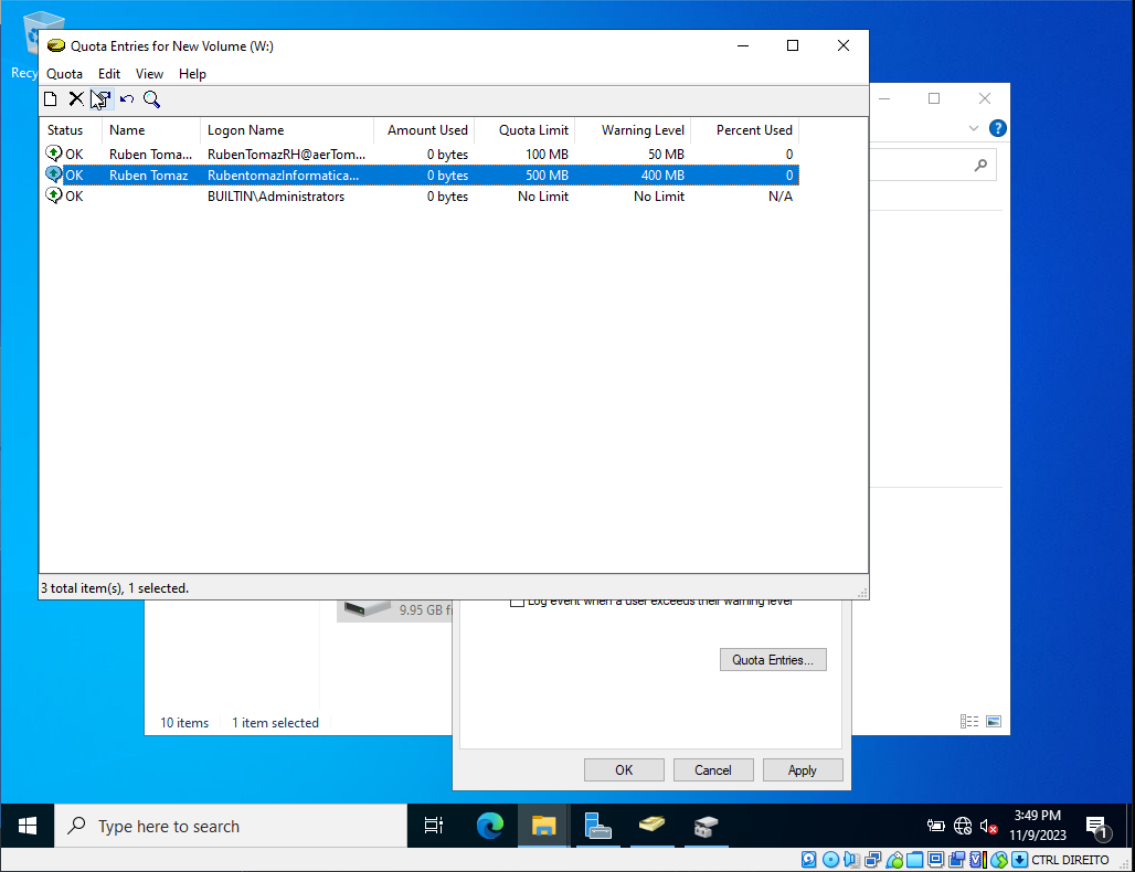 Recy
Quota Entries for New Volume (W:)
Quota Edit View Help
Status Name Logon Name Amount Used Quota Limit Warning Level Percent Used
OK Ruben Toma... RubenTomazRH@aerTom... 0 bytes 100 MB 50 MB 0
OK Ruben Tomaz RubentomazInformatica... 0 bytes 500 MB 400 MB 0
OK BUILTIN\Administrators 0 bytes No Limit No Limit N/A
3 total item(s), 1 selected.
9.95 GB f
Log event when a user exceeds their warning level
Quota Entries...
10 items 1 item selected
OK Cancel Apply
Type here to search
3:49 PM
11/9/2023
1
CTRL DIREITO